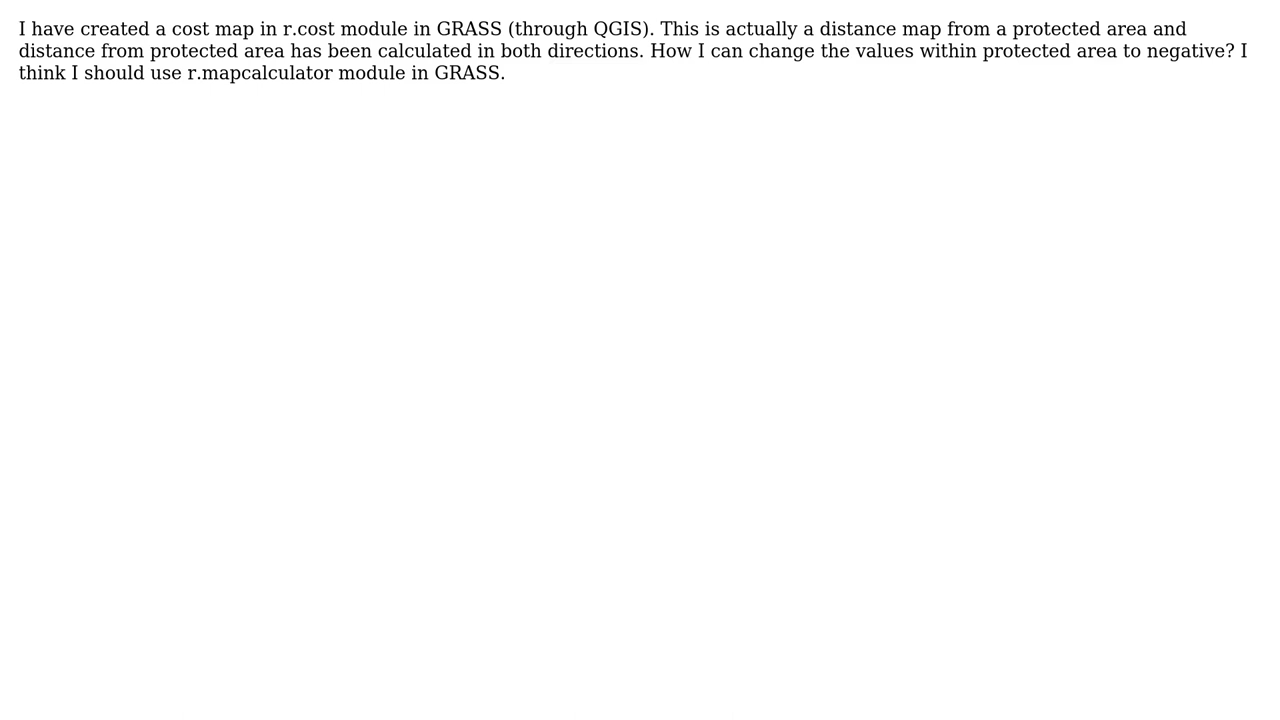 I have created a cost map in r.cost module in GRASS (through QGIS). This is actually a distance map from a protected area and
distance from protected area has been calculated in both directions. How I can change the values within protected area to negative? I
think I should use r.mapcalculator module in GRASS.